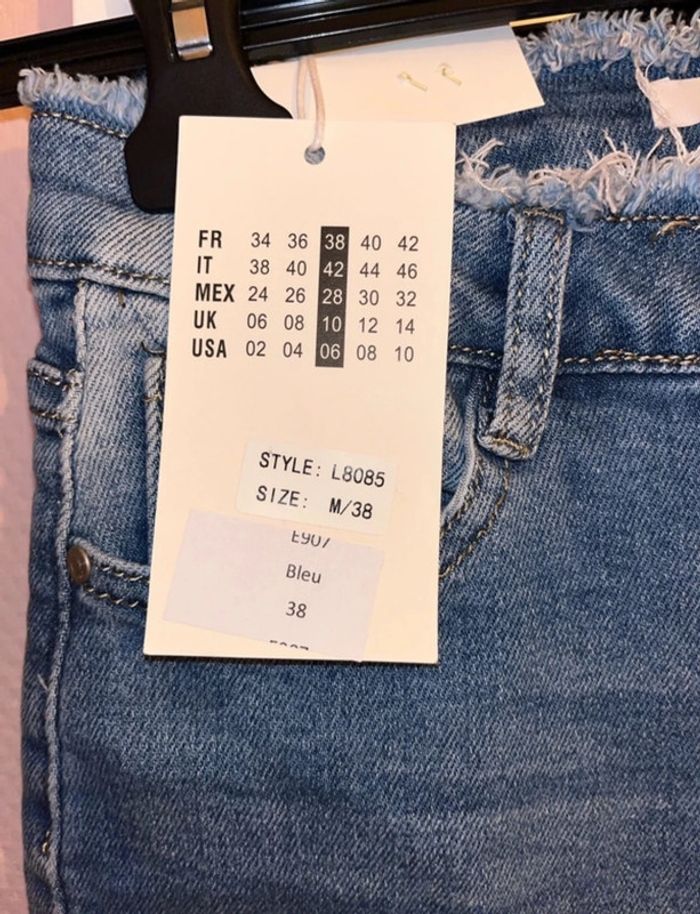 FR 34 36 38 40 42
IT 38 40 42 44 46
MEX 24 26 28 30 32
UK 06 08 10 12 14
USA 02 04 06 08 10
STYLE: L8085
SIZE: M/38
E907
Bleu
38